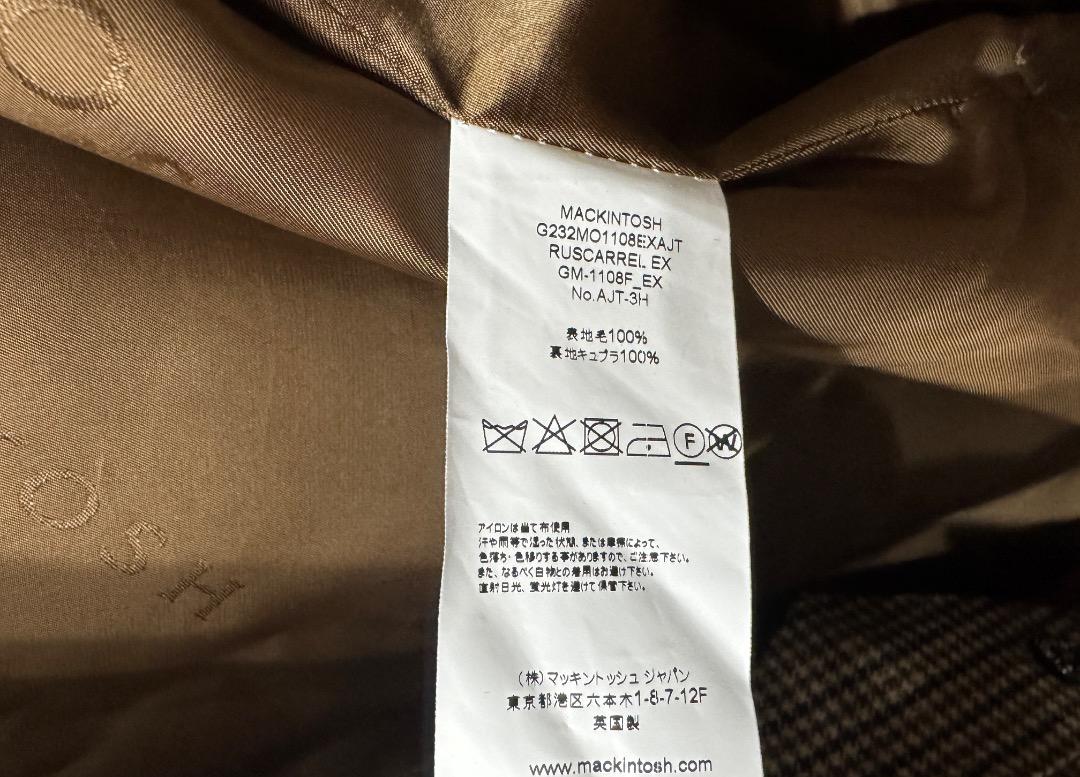 MACKINTOSH
G232MO1108EXAJT
RUSCARREL EX
GM-1108F_EX
No.AJT-3H
表地毛100%
裏地キュプラ100%
F
W
アイロンは当て布使用
汗や雨等で湿った状態、または摩擦によって、
色落ち・色移りする事がありますので、ご注意下さい。
また、なるべく白物との着用はお避け下さい。
直射日光、蛍光灯を避けて保管下さい。
(株)マッキントッシュ ジャパン
東京都港区六本木1-8-7-12F
英国製
www.mackintosh.com
OSH